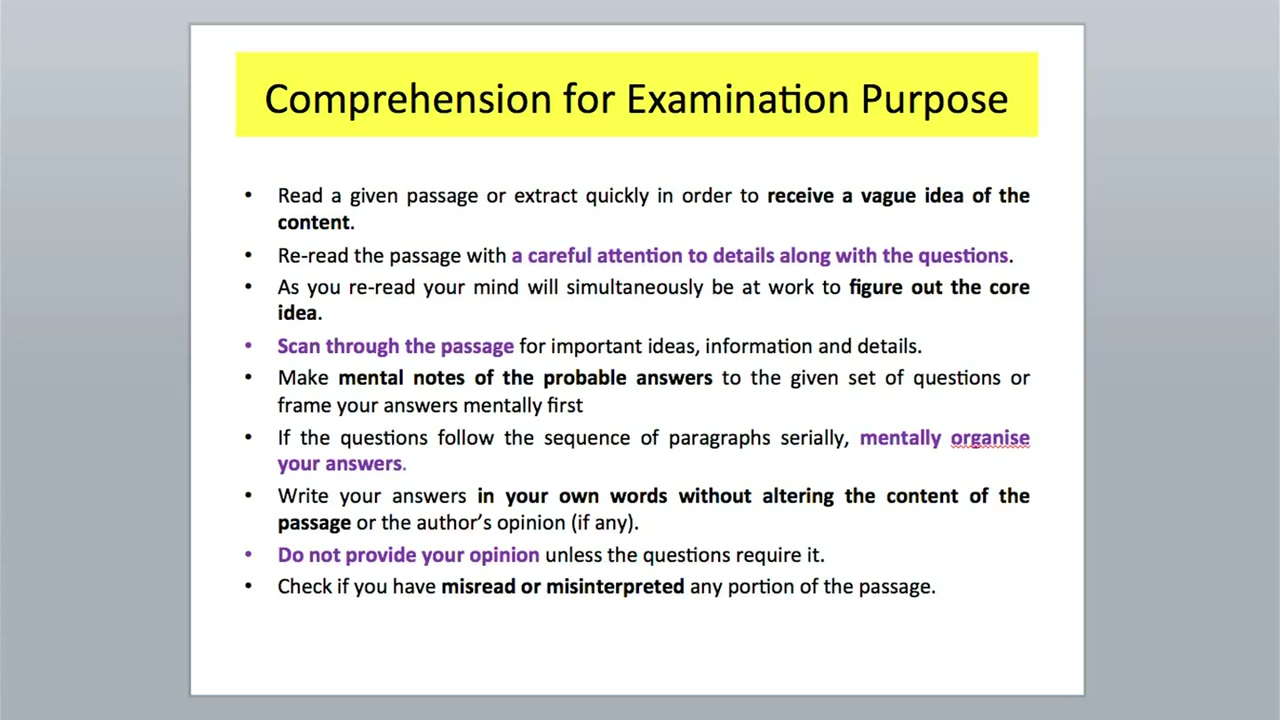 Comprehension for Examination Purpose
• Read a given passage or extract quickly in order to receive a vague idea of the
content.
• Re-read the passage with a careful attention to details along with the questions.
• As you re-read your mind will simultaneously be at work to figure out the core
idea.
• Scan through the passage for important ideas, information and details.
• Make mental notes of the probable answers to the given set of questions or
frame your answers mentally first
• If the questions follow the sequence of paragraphs serially, mentally organise
your answers.
• Write your answers in your own words without altering the content of the
passage or the author’s opinion (if any).
• Do not provide your opinion unless the questions require it.
• Check if you have misread or misinterpreted any portion of the passage.